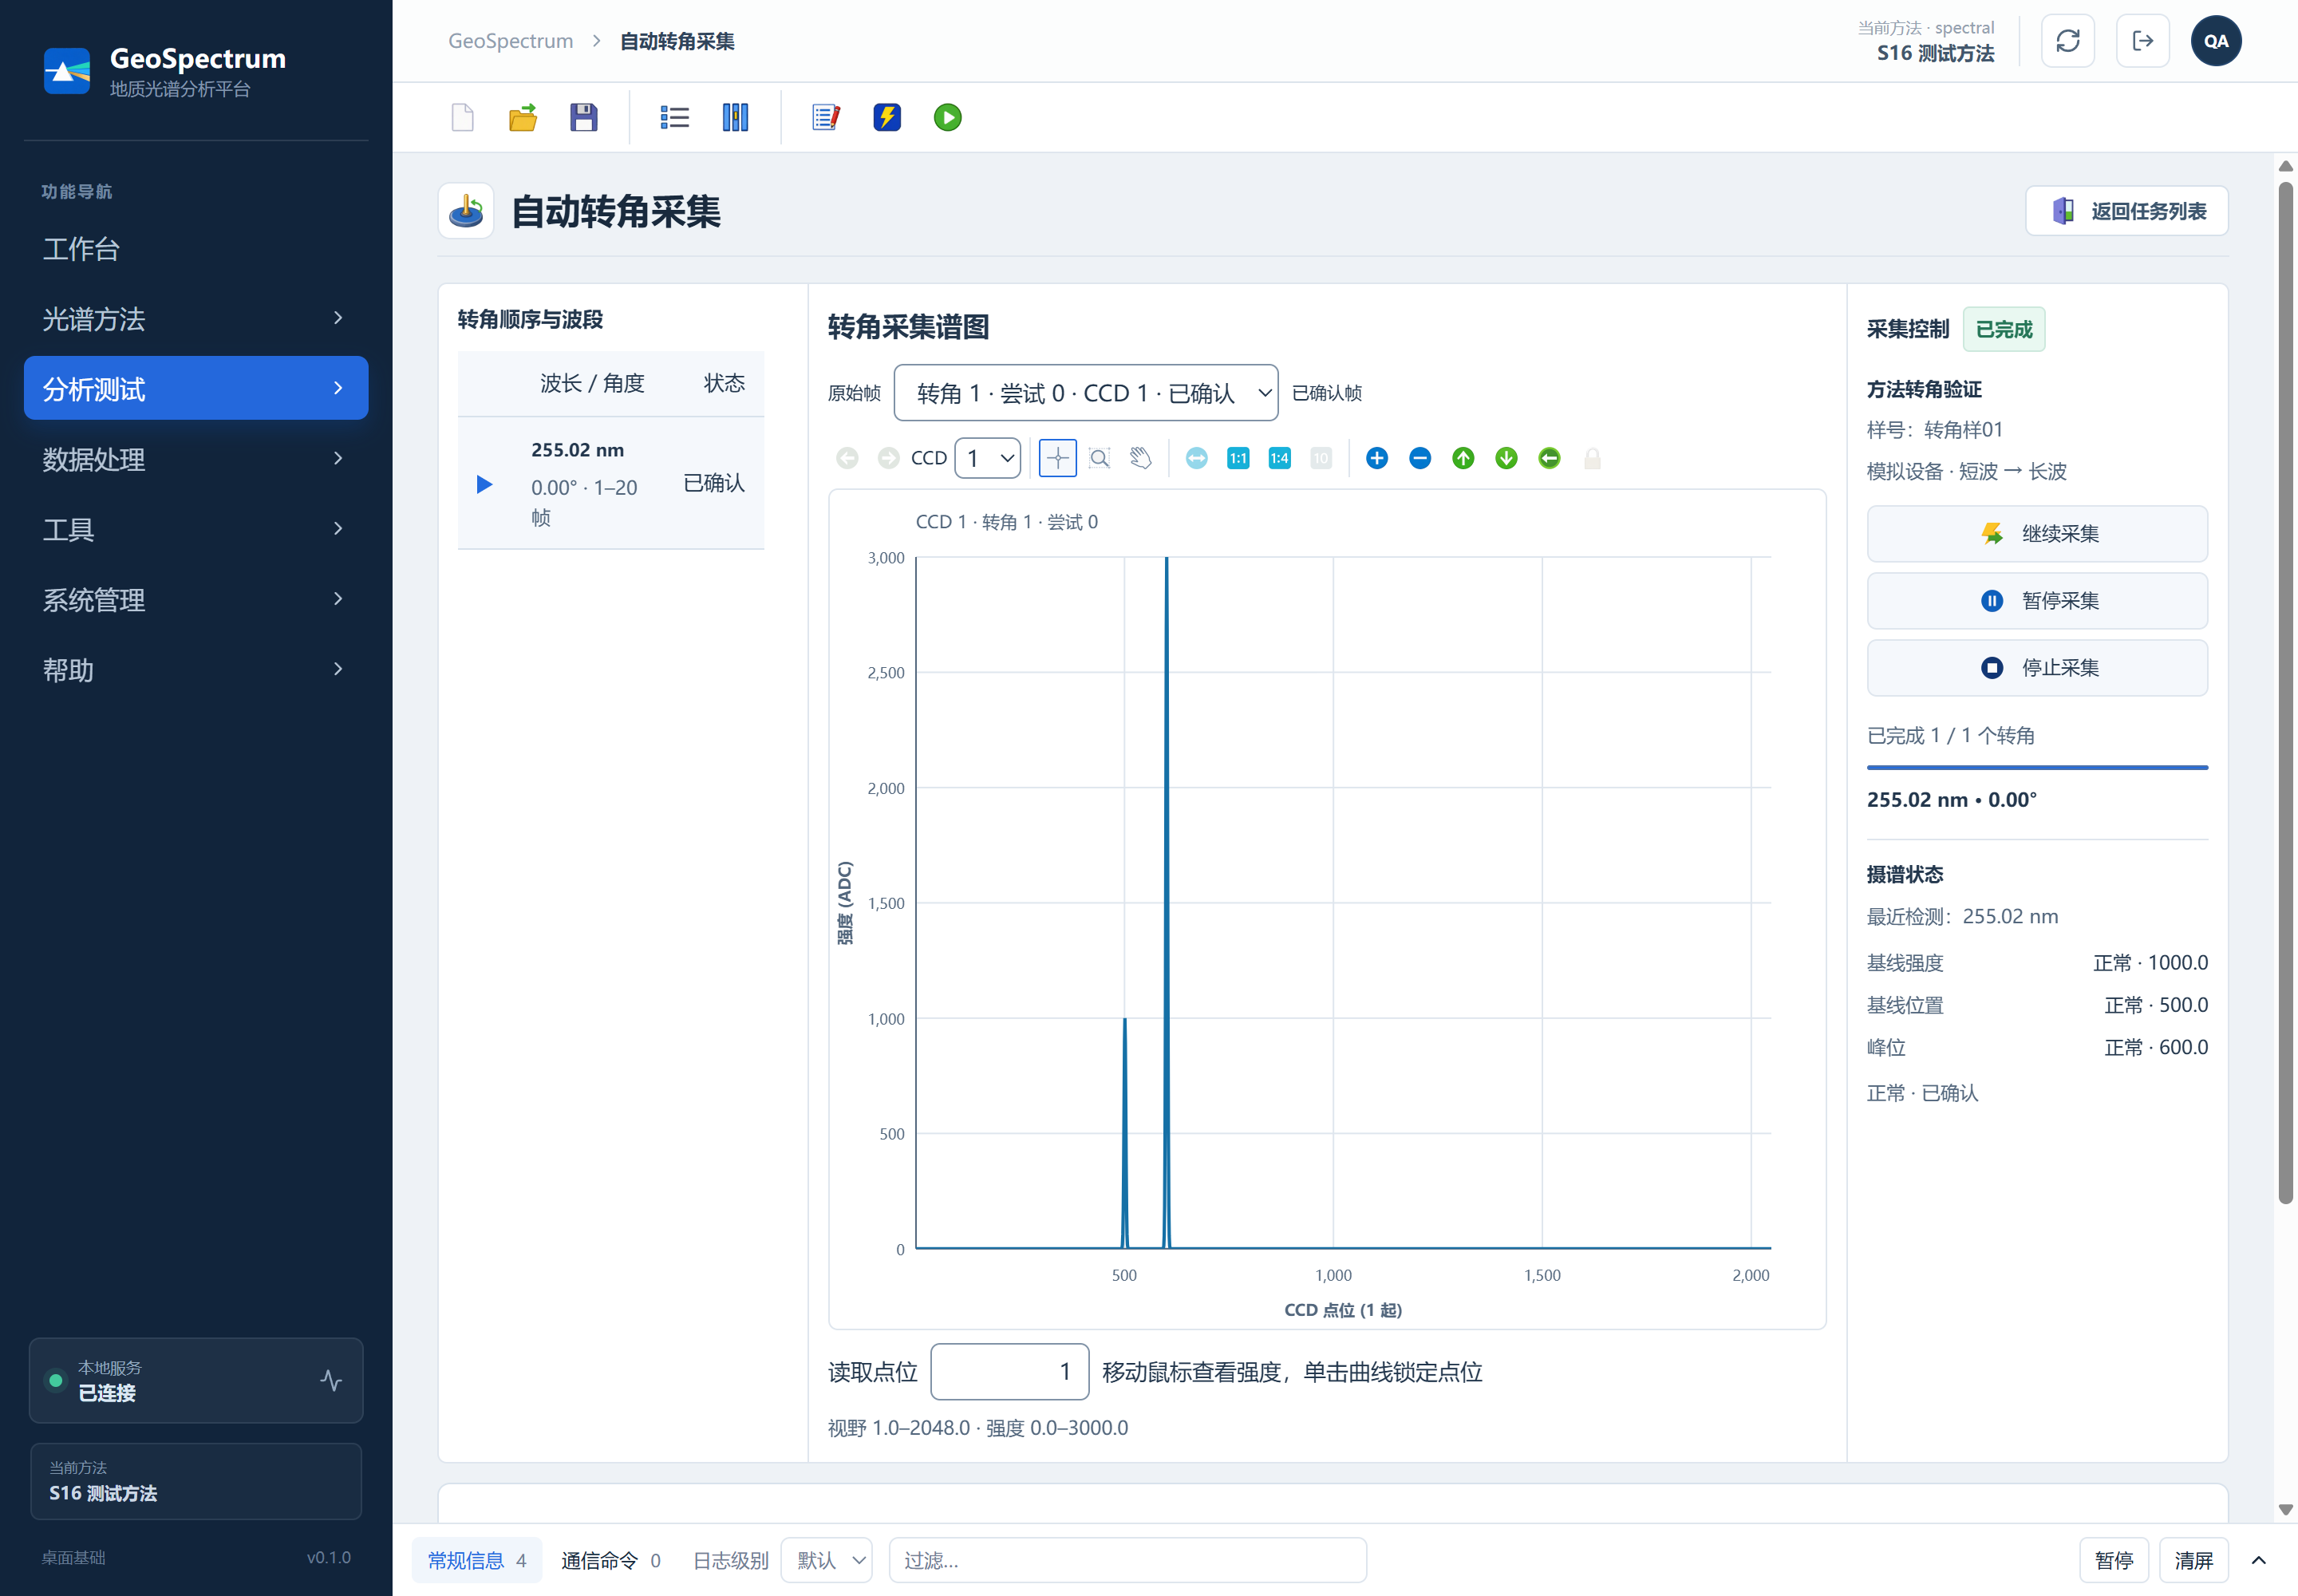 GeoSpectrum
地质光谱分析平台
功能导航
工作台
光谱方法
分析测试
数据处理
工具
系统管理
帮助
本地服务
已连接
当前方法
S16 测试方法
桌面基础 v0.1.0
GeoSpectrum 自动转角采集
当前方法 · spectral
S16 测试方法
QA
自动转角采集
返回任务列表
转角顺序与波段
波长 / 角度 状态
255.02 nm
0.00° · 1–20
帧
已确认
转角采集谱图
原始帧 转角 1 · 尝试 0 · CCD 1 · 已确认 已确认帧
CCD 1 1:1 1:4 10
CCD 1 · 转角 1 · 尝试 0
3,000
2,500
2,000
1,500
1,000
500
0
强度 (ADC)
500 1,000 1,500 2,000
CCD 点位 (1 起)
读取点位 1 移动鼠标查看强度，单击曲线锁定点位
视野 1.0–2048.0 · 强度 0.0–3000.0
采集控制 已完成
方法转角验证
样号：转角样01
模拟设备 · 短波 → 长波
继续采集
暂停采集
停止采集
已完成 1 / 1 个转角
255.02 nm • 0.00°
摄谱状态
最近检测：255.02 nm
基线强度 正常 · 1000.0
基线位置 正常 · 500.0
峰位 正常 · 600.0
正常 · 已确认
常规信息 4 通信命令 0 日志级别 默认 过滤... 暂停 清屏